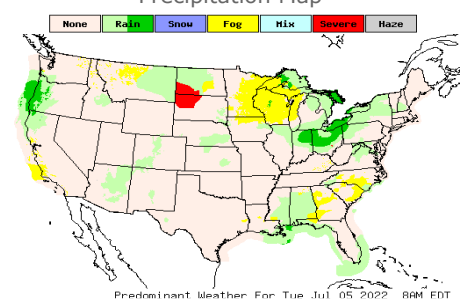 Precipitation Map
None Rain Snow Fog Mix Severe Haze
Predominant Weather For Tue Jul 05 2022 8AM EDT